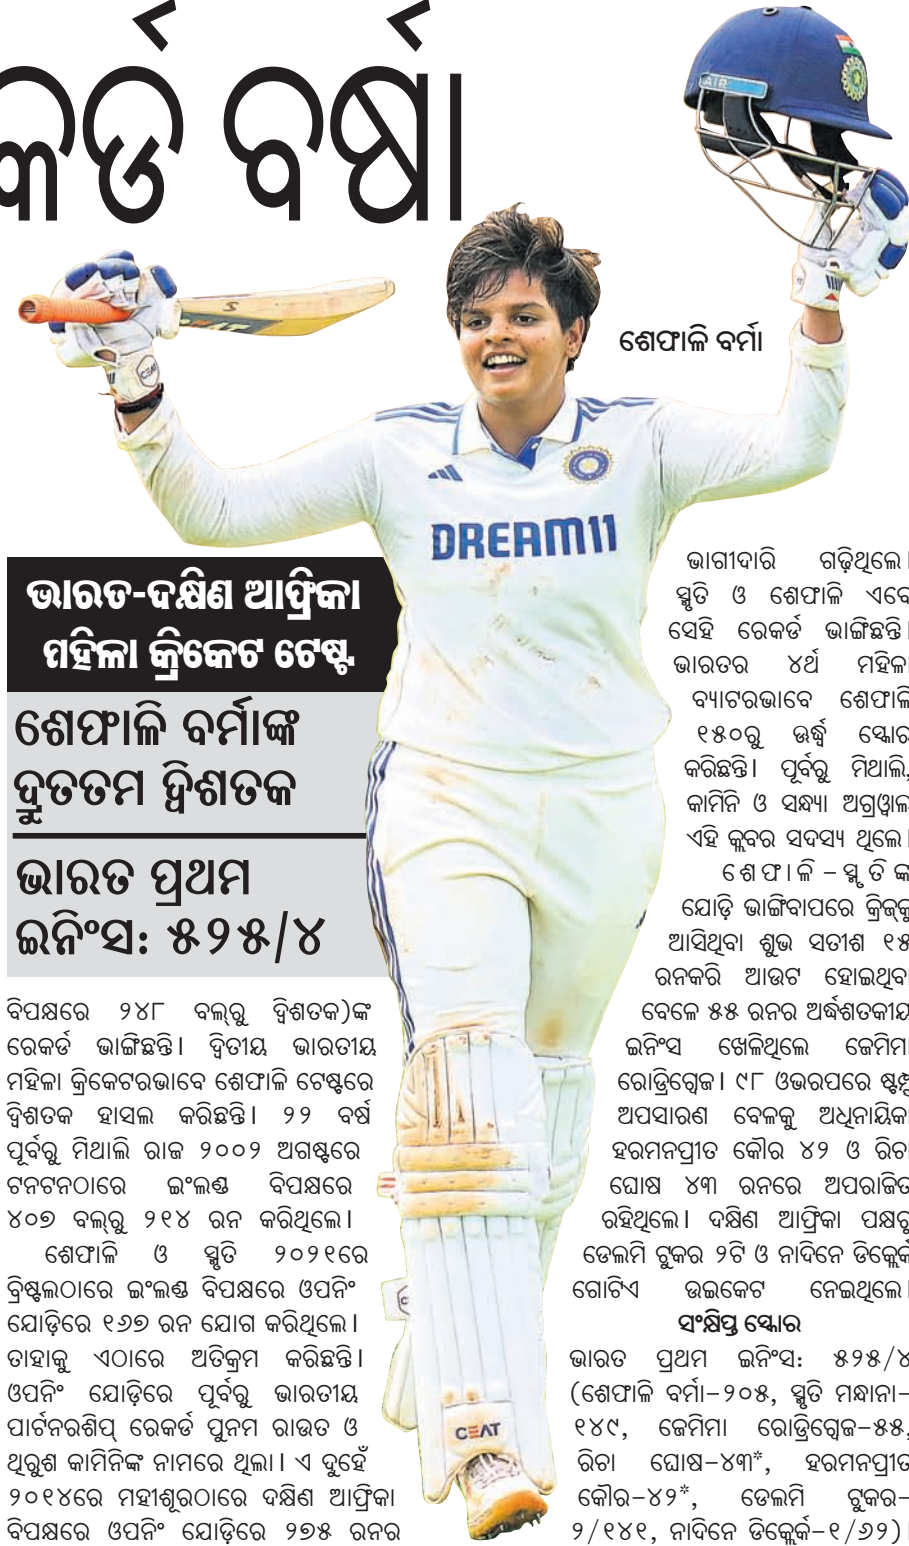 କର୍ଡ ବର୍ଷା
AIR
CEAT
S
CEAT
ଶେଫାଳି ବର୍ମା
DREAM11
ଭାରତ-ଦକ୍ଷିଣ ଆଫ୍ରିକା
ମହିଳା କ୍ରିକେଟ ଟେଷ୍ଟ
ଶେଫାଳି ବର୍ମାଙ୍କ
ଦ୍ରୁତତମ ଦ୍ୱିଶତକ
ଭାରତ ପ୍ରଥମ
ଇନିଂସ: ୫୨୫/୪
ବିପକ୍ଷରେ ୨୪୮ ବଲ୍‌ରୁ ଦ୍ୱିଶତକ)ଙ୍କ
ରେକର୍ଡ ଭାଙ୍ଗିଛନ୍ତି। ଦ୍ୱିତୀୟ ଭାରତୀୟ
ମହିଳା କ୍ରିକେଟରଭାବେ ଶେଫାଳି ଟେଷ୍ଟରେ
ଦ୍ୱିଶତକ ହାସଲ କରିଛନ୍ତି। ୨୨ ବର୍ଷ
ପୂର୍ବରୁ ମିଥାଲି ରାଜ ୨୦୦୨ ଅଗଷ୍ଟରେ
ଟନଟନଠାରେ ଇଂଲଣ୍ଡ ବିପକ୍ଷରେ
୪୦୭ ବଲ୍‌ରୁ ୨୧୪ ରନ କରିଥିଲେ।
ଶେଫାଳି ଓ ସ୍ମୃତି ୨୦୨୧ରେ
ବ୍ରିଷ୍ଟଲଠାରେ ଇଂଲଣ୍ଡ ବିପକ୍ଷରେ ଓପନିଂ
ଯୋଡ଼ିରେ ୧୬୭ ରନ ଯୋଗ କରିଥିଲେ।
ତାହାକୁ ଏଠାରେ ଅତିକ୍ରମ କରିଛନ୍ତି।
ଓପନିଂ ଯୋଡ଼ିରେ ପୂର୍ବରୁ ଭାରତୀୟ
ପାର୍ଟନରଶିପ୍ ରେକର୍ଡ ପୁନମ ରାଉତ ଓ
ଥିରୁଶ କାମିନିଙ୍କ ନାମରେ ଥିଲା। ଏ ଦୁହେଁ
୨୦୧୪ରେ ମହୀଶୂରଠାରେ ଦକ୍ଷିଣ ଆଫ୍ରିକା
ବିପକ୍ଷରେ ଓପନିଂ ଯୋଡ଼ିରେ ୨୭୫ ରନର
ଭାଗୀଦାରି ଗଢ଼ିଥିଲେ।
ସ୍ମୃତି ଓ ଶେଫାଳି ଏବେ
ସେହି ରେକର୍ଡ ଭାଙ୍ଗିଛନ୍ତି।
ଭାରତର ୪ର୍ଥ ମହିଳା
ବ୍ୟାଟରଭାବେ ଶେଫାଳି
୧୫୦ରୁ ଊର୍ଦ୍ଧ୍ୱ ସ୍କୋର
କରିଛନ୍ତି। ପୂର୍ବରୁ ମିଥାଲି,
କାମିନି ଓ ସନ୍ଧ୍ୟା ଅଗ୍ରୱାଲ
ଏହି କ୍ଲବର ସଦସ୍ୟ ଥିଲେ।
ଶେଫାଳି-ସ୍ମୃତିଙ୍କ
ଯୋଡ଼ି ଭାଙ୍ଗିବାପରେ କ୍ରିଜ୍‌କୁ
ଆସିଥିବା ଶୁଭ ସତୀଶ ୧୫
ରନକରି ଆଉଟ ହୋଇଥିବା
ବେଳେ ୫୫ ରନର ଅର୍ଦ୍ଧଶତକୀୟ
ଇନିଂସ ଖେଳିଥିଲେ ଜେମିମା
ରୋଡ୍ରିଗ୍ୱେଜ। ୯୮ ଓଭରପରେ ଷ୍ଟମ୍ପ
ଅପସାରଣ ବେଳକୁ ଅଧିନାୟିକା
ହରମନପ୍ରୀତ କୌର ୪୨ ଓ ରିଚା
ଘୋଷ ୪୩ ରନରେ ଅପରାଜିତ
ରହିଥିଲେ। ଦକ୍ଷିଣ ଆଫ୍ରିକା ପକ୍ଷରୁ
ଡେଲମି ଟୁକର ୨ଟି ଓ ନାଦିନେ ଡିକ୍ଲେର୍କ
ଗୋଟିଏ ଉଇକେଟ ନେଇଥିଲେ।
ସଂକ୍ଷିପ୍ତ ସ୍କୋର
ଭାରତ ପ୍ରଥମ ଇନିଂସ: ୫୨୫/୪
(ଶେଫାଳି ବର୍ମା-୨୦୫, ସ୍ମୃତି ମନ୍ଧାନା-
୧୪୯, ଜେମିମା ରୋଡ୍ରିଗ୍ୱେଜ-୫୫,
ରିଚା ଘୋଷ-୪୩*, ହରମନପ୍ରୀତ
କୌର-୪୨*, ଡେଲମି ଟୁକର-
୨/୧୪୧, ନାଦିନେ ଡିକ୍ଲେର୍କ-୧/୬୨)।
CEAT